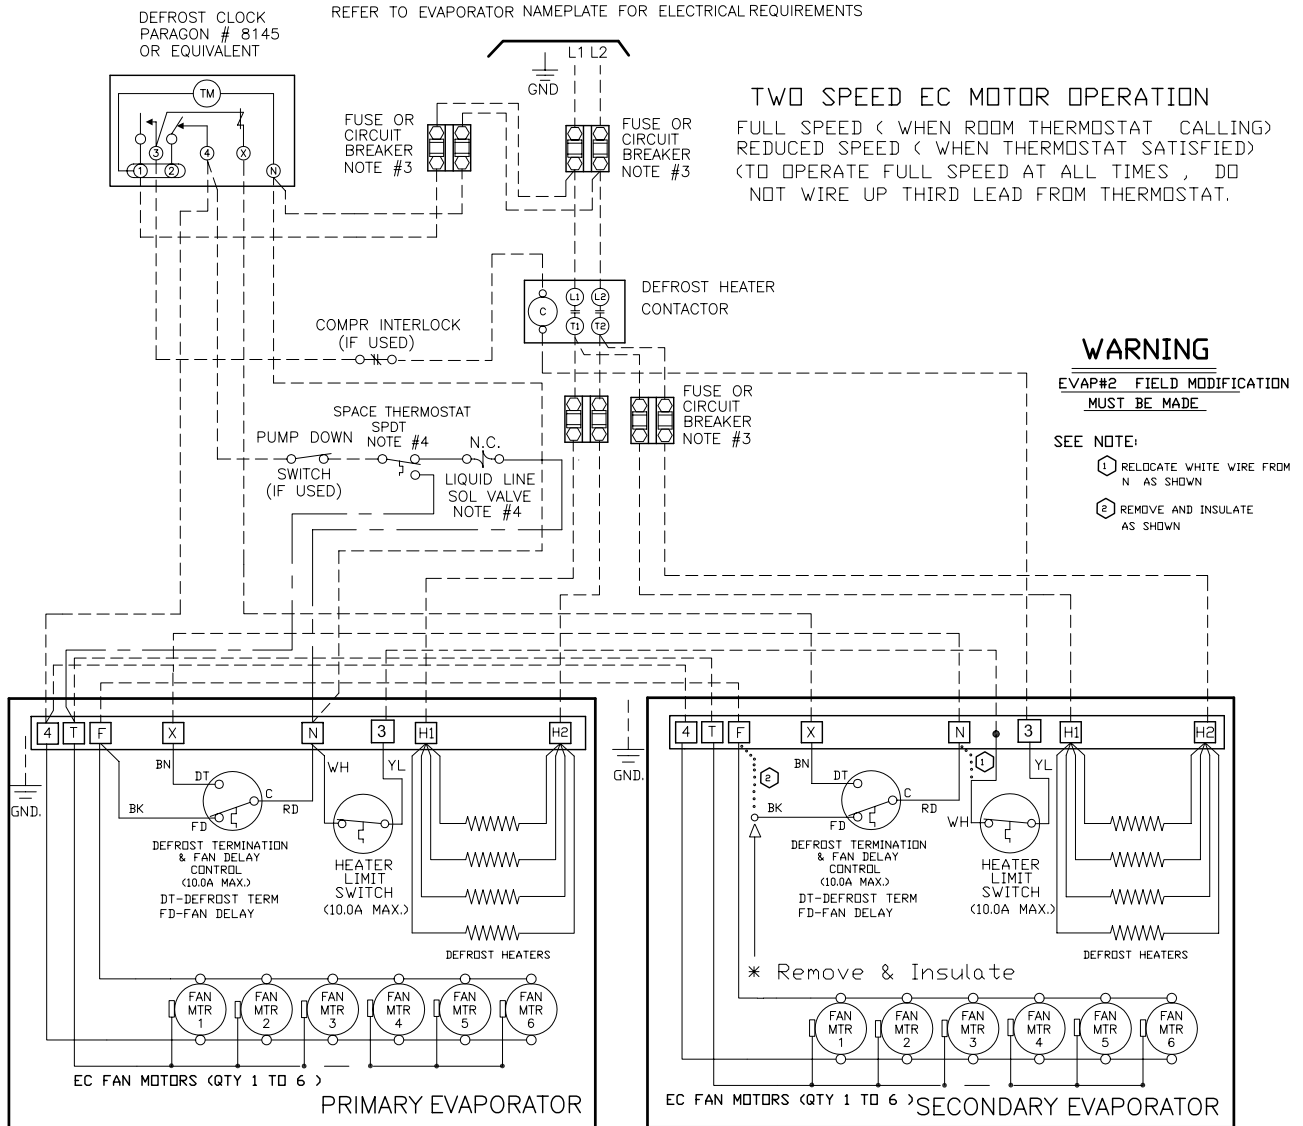 REFER TO EVAPORATOR NAMEPLATE FOR ELECTRICAL REQUIREMENTS
DEFROST CLOCK
PARAGON # 8145
OR EQUIVALENT
TM
3
4
X
1
2
N
L1 L2
GND
FUSE OR
CIRCUIT
BREAKER
NOTE #3
FUSE OR
CIRCUIT
BREAKER
NOTE #3
TWO SPEED EC MOTOR OPERATION
FULL SPEED ( WHEN ROOM THERMOSTAT CALLING)
REDUCED SPEED ( WHEN THERMOSTAT SATISFIED)
(TO OPERATE FULL SPEED AT ALL TIMES , DO
NOT WIRE UP THIRD LEAD FROM THERMOSTAT.
C
L1
L2
T1
T2
DEFROST HEATER
CONTACTOR
COMPR INTERLOCK
(IF USED)
FUSE OR
CIRCUIT
BREAKER
NOTE #3
WARNING
EVAP#2 FIELD MODIFICATION
MUST BE MADE
SEE NOTE:
1 RELOCATE WHITE WIRE FROM
N AS SHOWN
2 REMOVE AND INSULATE
AS SHOWN
SPACE THERMOSTAT
SPDT
NOTE #4
PUMP DOWN
SWITCH
(IF USED)
N.C.
LIQUID LINE
SOL VALVE
NOTE #4
4
T
F
X
N
3
H1
H2
GND.
BN
DT
C
RD
BK
FD
WH
YL
DEFROST TERMINATION
& FAN DELAY
CONTROL
(10.0A MAX.)
DT-DEFROST TERM
FD-FAN DELAY
HEATER
LIMIT
SWITCH
(10.0A MAX.)
DEFROST HEATERS
FAN
MTR
1
FAN
MTR
2
FAN
MTR
3
FAN
MTR
4
FAN
MTR
5
FAN
MTR
6
EC FAN MOTORS (QTY 1 TO 6 )
PRIMARY EVAPORATOR
GND.
4
T
F
X
N
3
H1
H2
2
BN
DT
C
RD
BK
FD
1
WH
YL
DEFROST TERMINATION
& FAN DELAY
CONTROL
(10.0A MAX.)
DT-DEFROST TERM
FD-FAN DELAY
HEATER
LIMIT
SWITCH
(10.0A MAX.)
DEFROST HEATERS
* Remove & Insulate
FAN
MTR
1
FAN
MTR
2
FAN
MTR
3
FAN
MTR
4
FAN
MTR
5
FAN
MTR
6
EC FAN MOTORS (QTY 1 TO 6 )
SECONDARY EVAPORATOR